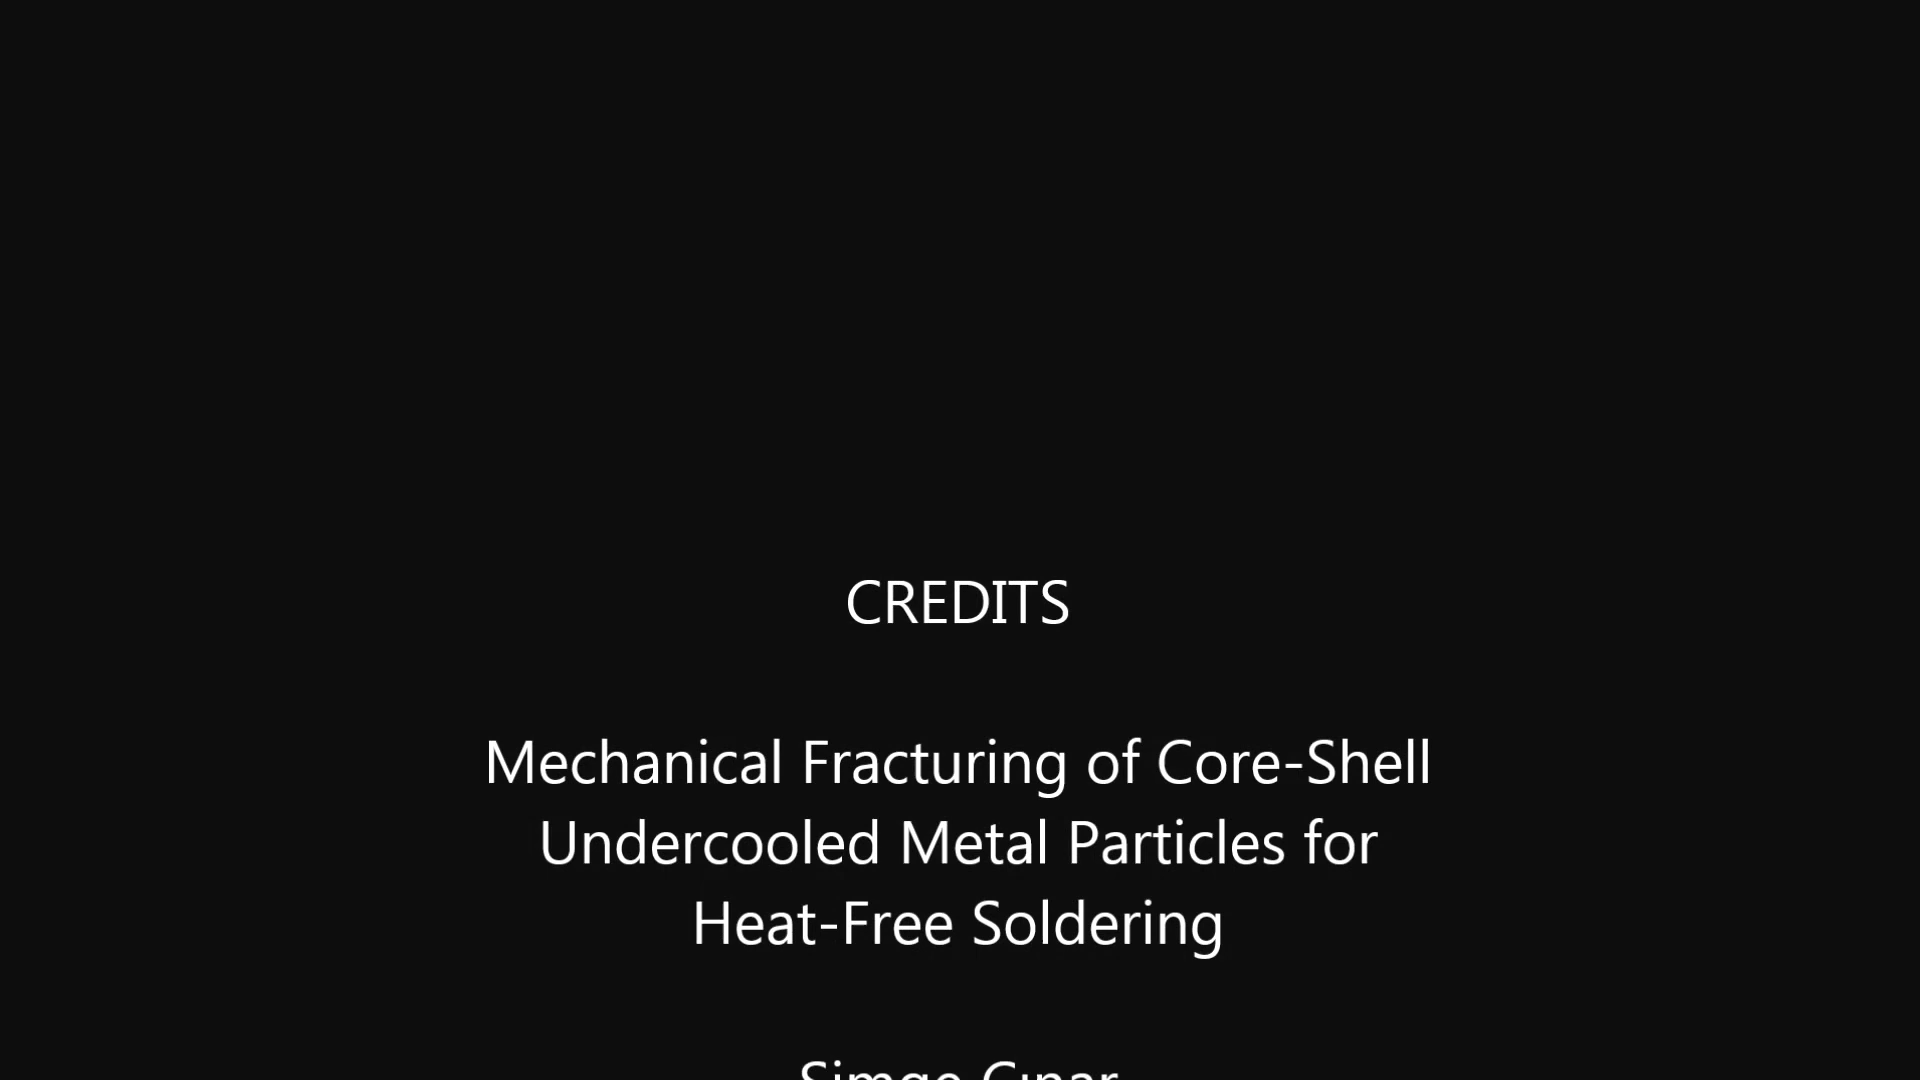 CREDITS
Mechanical Fracturing of Core-Shell
Undercooled Metal Particles for
Heat-Free Soldering